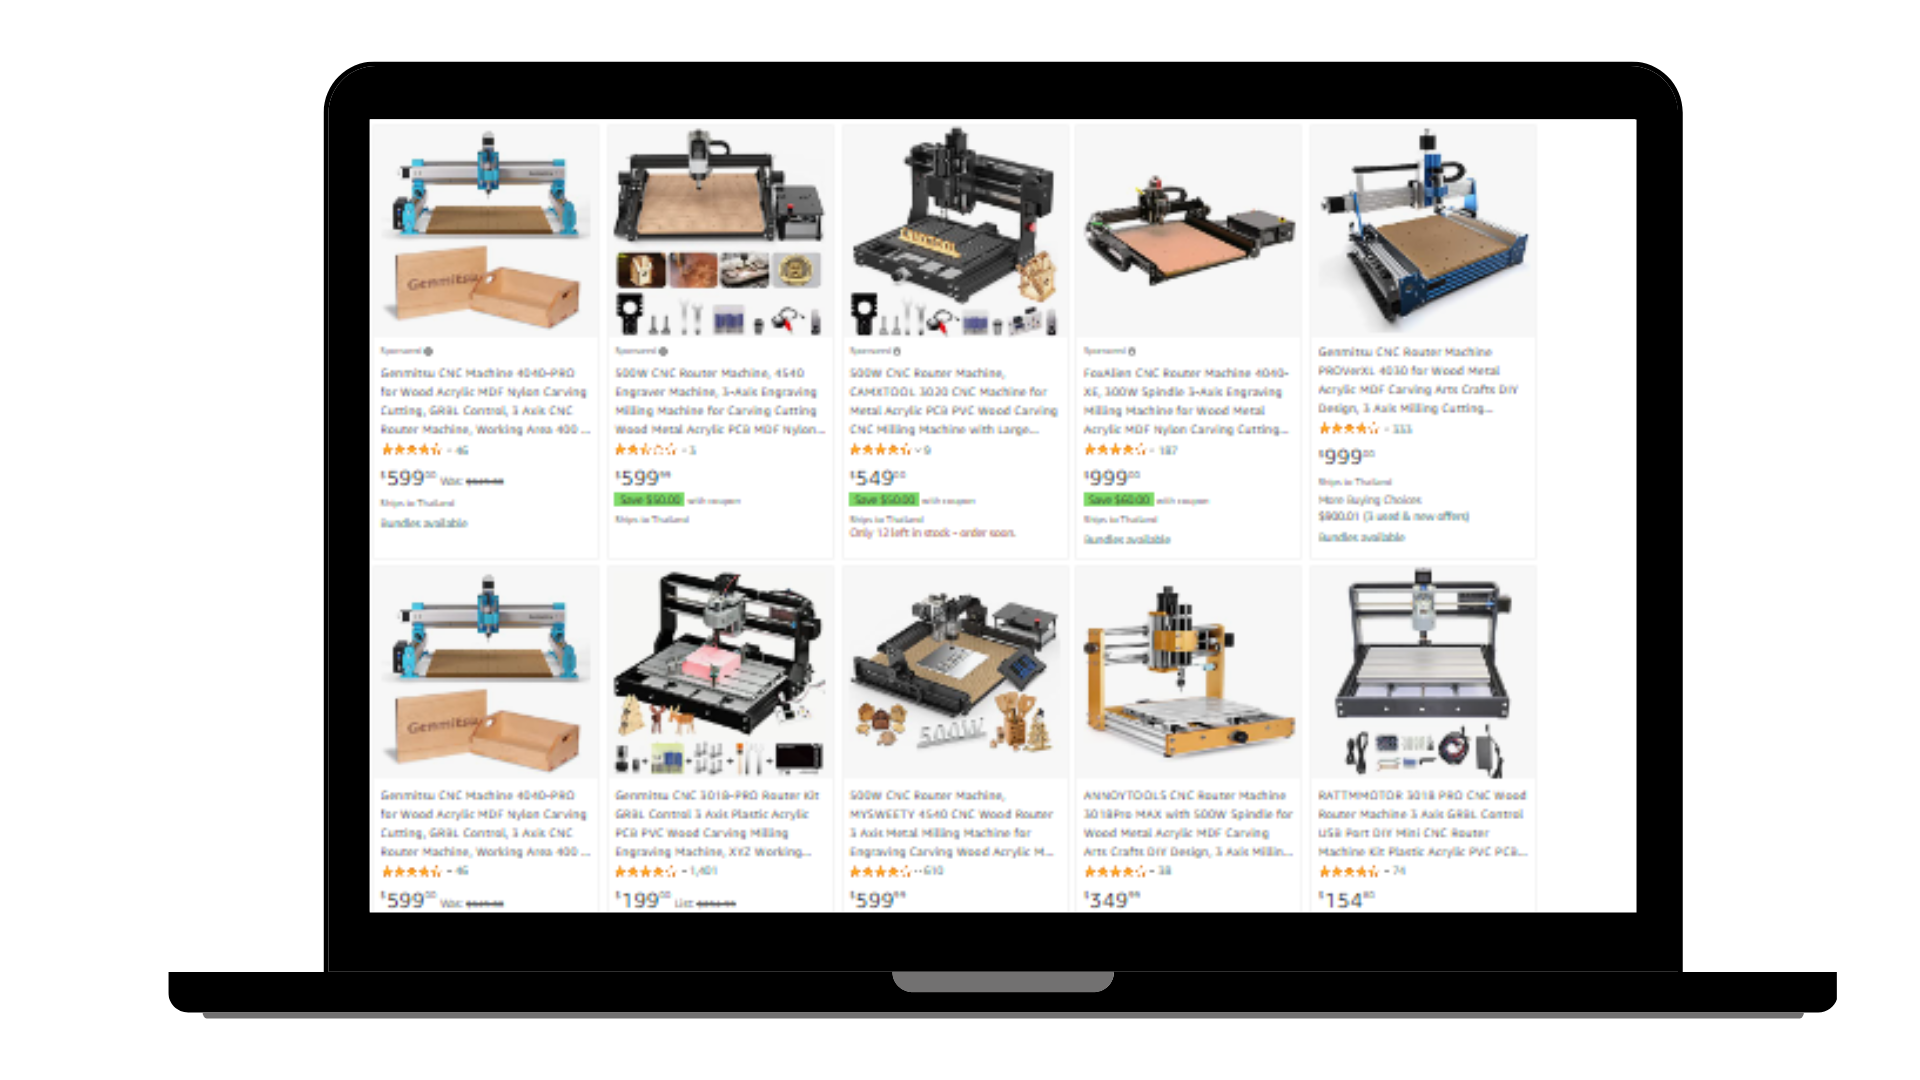 Genmitsu
Sponsored
Genmitsu CNC Machine 4040-PRO
for Wood Acrylic MDF Nylon Carving
Cutting, GRBL Control, 3 Axis CNC
Router Machine, Working Area 400 ...
46
$599 00 Was:
Ships to Thailand
Bundles available
Sponsored
500W CNC Router Machine, 4540
Engraver Machine, 3-Axis Engraving
Milling Machine for Carving Cutting
Wood Metal Acrylic PCB MDF Nylon...
3
$599 99
Save $50.00 with coupon
Ships to Thailand
Sponsored
500W CNC Router Machine,
CAMXTOOL 3020 CNC Machine for
Metal Acrylic PCB PVC Wood Carving
CNC Milling Machine with Large...
9
$549 00
Save $50.00 with coupon
Ships to Thailand
Only 12 left in stock - order soon.
Sponsored
FoxAlien CNC Router Machine 4040-
XE, 300W Spindle 3-Axis Engraving
Milling Machine for Wood Metal
Acrylic MDF Nylon Carving Cutting...
187
$999 00
Save $60.00 with coupon
Ships to Thailand
Bundles available
Genmitsu CNC Router Machine
PROVerXL 4030 for Wood Metal
Acrylic MDF Carving Arts Crafts DIY
Design, 3 Axis Milling Cutting...
333
$999 00
Ships to Thailand
More Buying Choices
$900.01 (3 used & new offers)
Bundles available
Genmitsu
Genmitsu CNC Machine 4040-PRO
for Wood Acrylic MDF Nylon Carving
Cutting, GRBL Control, 3 Axis CNC
Router Machine, Working Area 400 ...
46
$599 00 Was:
Genmitsu CNC 3018-PRO Router Kit
GRBL Control 3 Axis Plastic Acrylic
PCB PVC Wood Carving Milling
Engraving Machine, XYZ Working...
1,401
$199 00 List:
500W
500W CNC Router Machine,
MYSWEETY 4540 CNC Wood Router
3 Axis Metal Milling Machine for
Engraving Carving Wood Acrylic M...
610
$599 99
ANNOYTOOLS CNC Router Machine
3018Pro MAX with 500W Spindle for
Wood Metal Acrylic MDF Carving
Arts Crafts DIY Design, 3 Axis Millin...
38
$349 99
RATTMMOTOR 3018 PRO CNC Wood
Router Machine 3 Axis GRBL Control
USB Port DIY Mini CNC Router
Machine Kit Plastic Acrylic PVC PCB...
74
$154 80